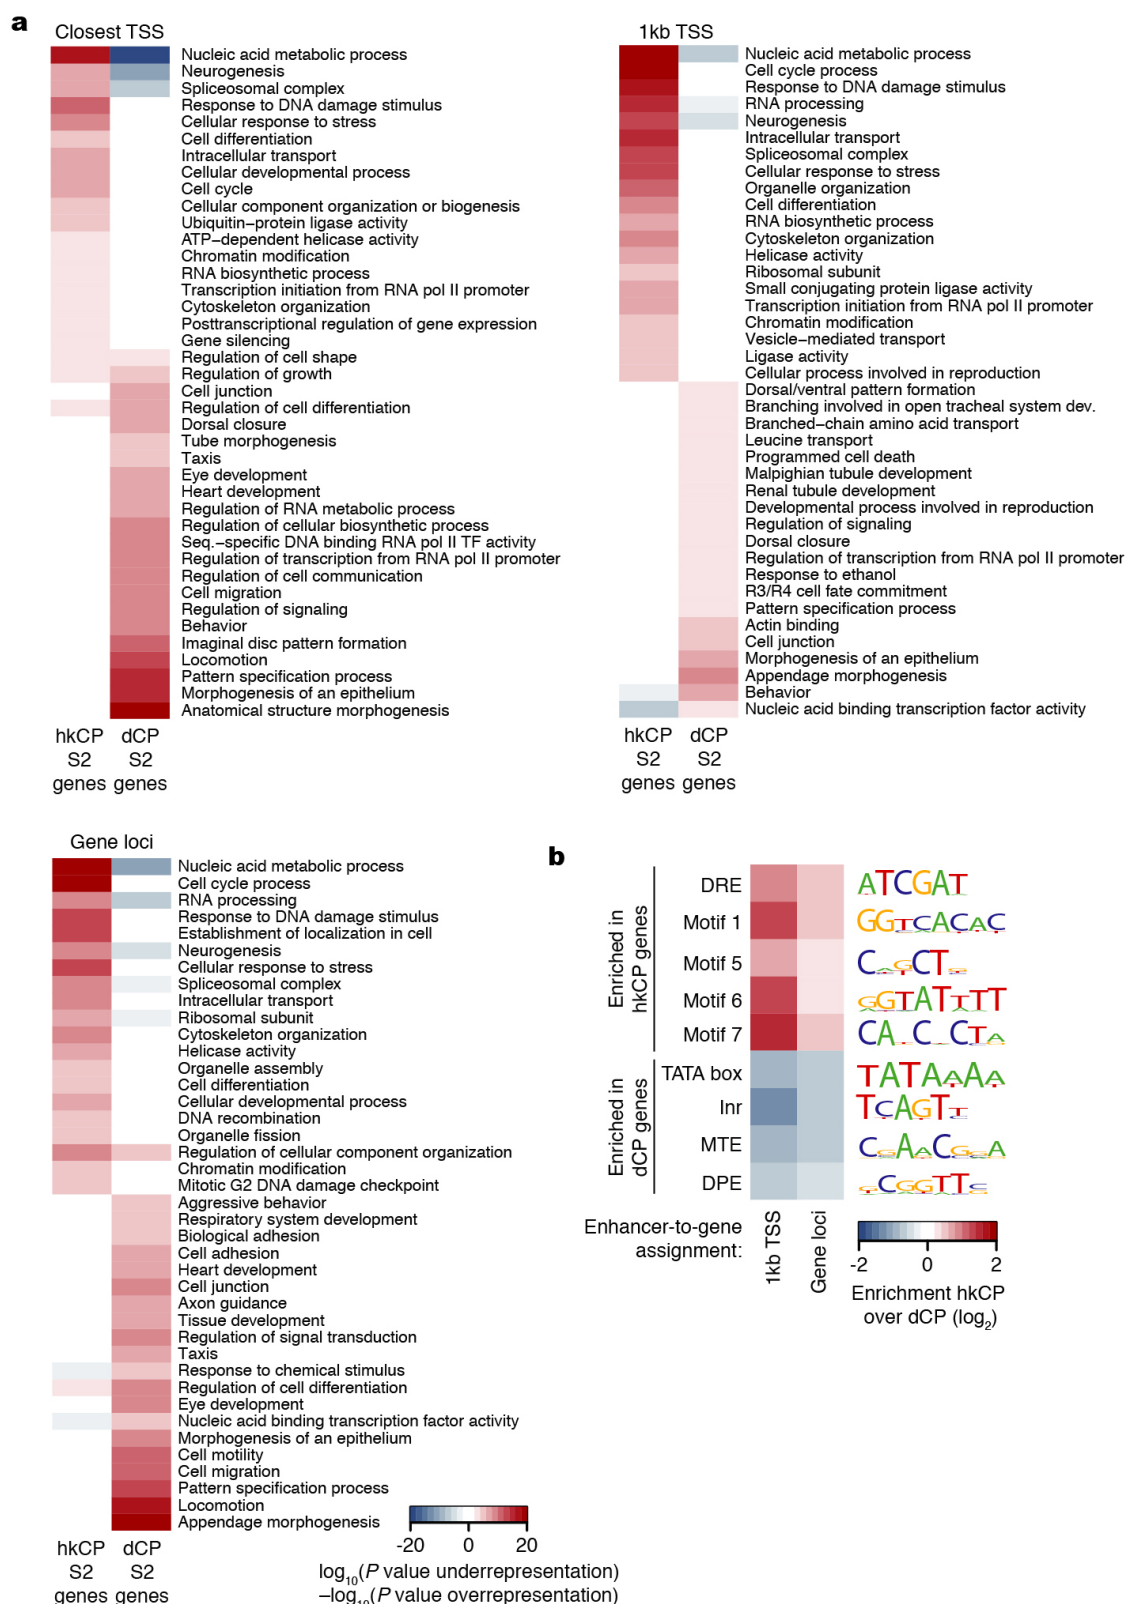 a
Closest TSS
Nucleic acid metabolic process
Neurogenesis
Spliceosomal complex
Response to DNA damage stimulus
Cellular response to stress
Cell differentiation
Intracellular transport
Cellular developmental process
Cell cycle
Cellular component organization or biogenesis
Ubiquitin−protein ligase activity
ATP−dependent helicase activity
Chromatin modification
RNA biosynthetic process
Transcription initiation from RNA pol II promoter
Cytoskeleton organization
Posttranscriptional regulation of gene expression
Gene silencing
Regulation of cell shape
Regulation of growth
Cell junction
Regulation of cell differentiation
Dorsal closure
Tube morphogenesis
Taxis
Eye development
Heart development
Regulation of RNA metabolic process
Regulation of cellular biosynthetic process
Seq.−specific DNA binding RNA pol II TF activity
Regulation of transcription from RNA pol II promoter
Regulation of cell communication
Cell migration
Regulation of signaling
Behavior
Imaginal disc pattern formation
Locomotion
Pattern specification process
Morphogenesis of an epithelium
Anatomical structure morphogenesis
hkCP dCP
S2 S2
genes genes
1kb TSS
Nucleic acid metabolic process
Cell cycle process
Response to DNA damage stimulus
RNA processing
Neurogenesis
Intracellular transport
Spliceosomal complex
Cellular response to stress
Organelle organization
Cell differentiation
RNA biosynthetic process
Cytoskeleton organization
Helicase activity
Ribosomal subunit
Small conjugating protein ligase activity
Transcription initiation from RNA pol II promoter
Chromatin modification
Vesicle−mediated transport
Ligase activity
Cellular process involved in reproduction
Dorsal/ventral pattern formation
Branching involved in open tracheal system dev.
Branched−chain amino acid transport
Leucine transport
Programmed cell death
Malpighian tubule development
Renal tubule development
Developmental process involved in reproduction
Regulation of signaling
Dorsal closure
Regulation of transcription from RNA pol II promoter
Response to ethanol
R3/R4 cell fate commitment
Pattern specification process
Actin binding
Cell junction
Morphogenesis of an epithelium
Appendage morphogenesis
Behavior
Nucleic acid binding transcription factor activity
hkCP dCP
S2 S2
genes genes
Gene loci
Nucleic acid metabolic process
Cell cycle process
RNA processing
Response to DNA damage stimulus
Establishment of localization in cell
Neurogenesis
Cellular response to stress
Spliceosomal complex
Intracellular transport
Ribosomal subunit
Cytoskeleton organization
Helicase activity
Organelle assembly
Cell differentiation
Cellular developmental process
DNA recombination
Organelle fission
Regulation of cellular component organization
Chromatin modification
Mitotic G2 DNA damage checkpoint
Aggressive behavior
Respiratory system development
Biological adhesion
Cell adhesion
Heart development
Cell junction
Axon guidance
Tissue development
Regulation of signal transduction
Taxis
Response to chemical stimulus
Regulation of cell differentiation
Eye development
Nucleic acid binding transcription factor activity
Morphogenesis of an epithelium
Cell motility
Cell migration
Pattern specification process
Locomotion
Appendage morphogenesis
hkCP dCP
S2 S2
genes genes
-20 0 20
log10(P value underrepresentation)
–log10(P value overrepresentation)
b
Enriched in
hkCP genes
DRE ATCGAT
Motif 1 GGTCACAC
Motif 5 CAGCT
Motif 6 GGTATTTT
Motif 7 CA C CTA
Enriched in
dCP genes
TATA box TATAAAA
Inr TCAGTT
MTE CGAACGGA
DPE GCGGTTC
Enhancer-to-gene
assignment:
1kb TSS
Gene loci
-2 0 2
Enrichment hkCP
over dCP (log2)